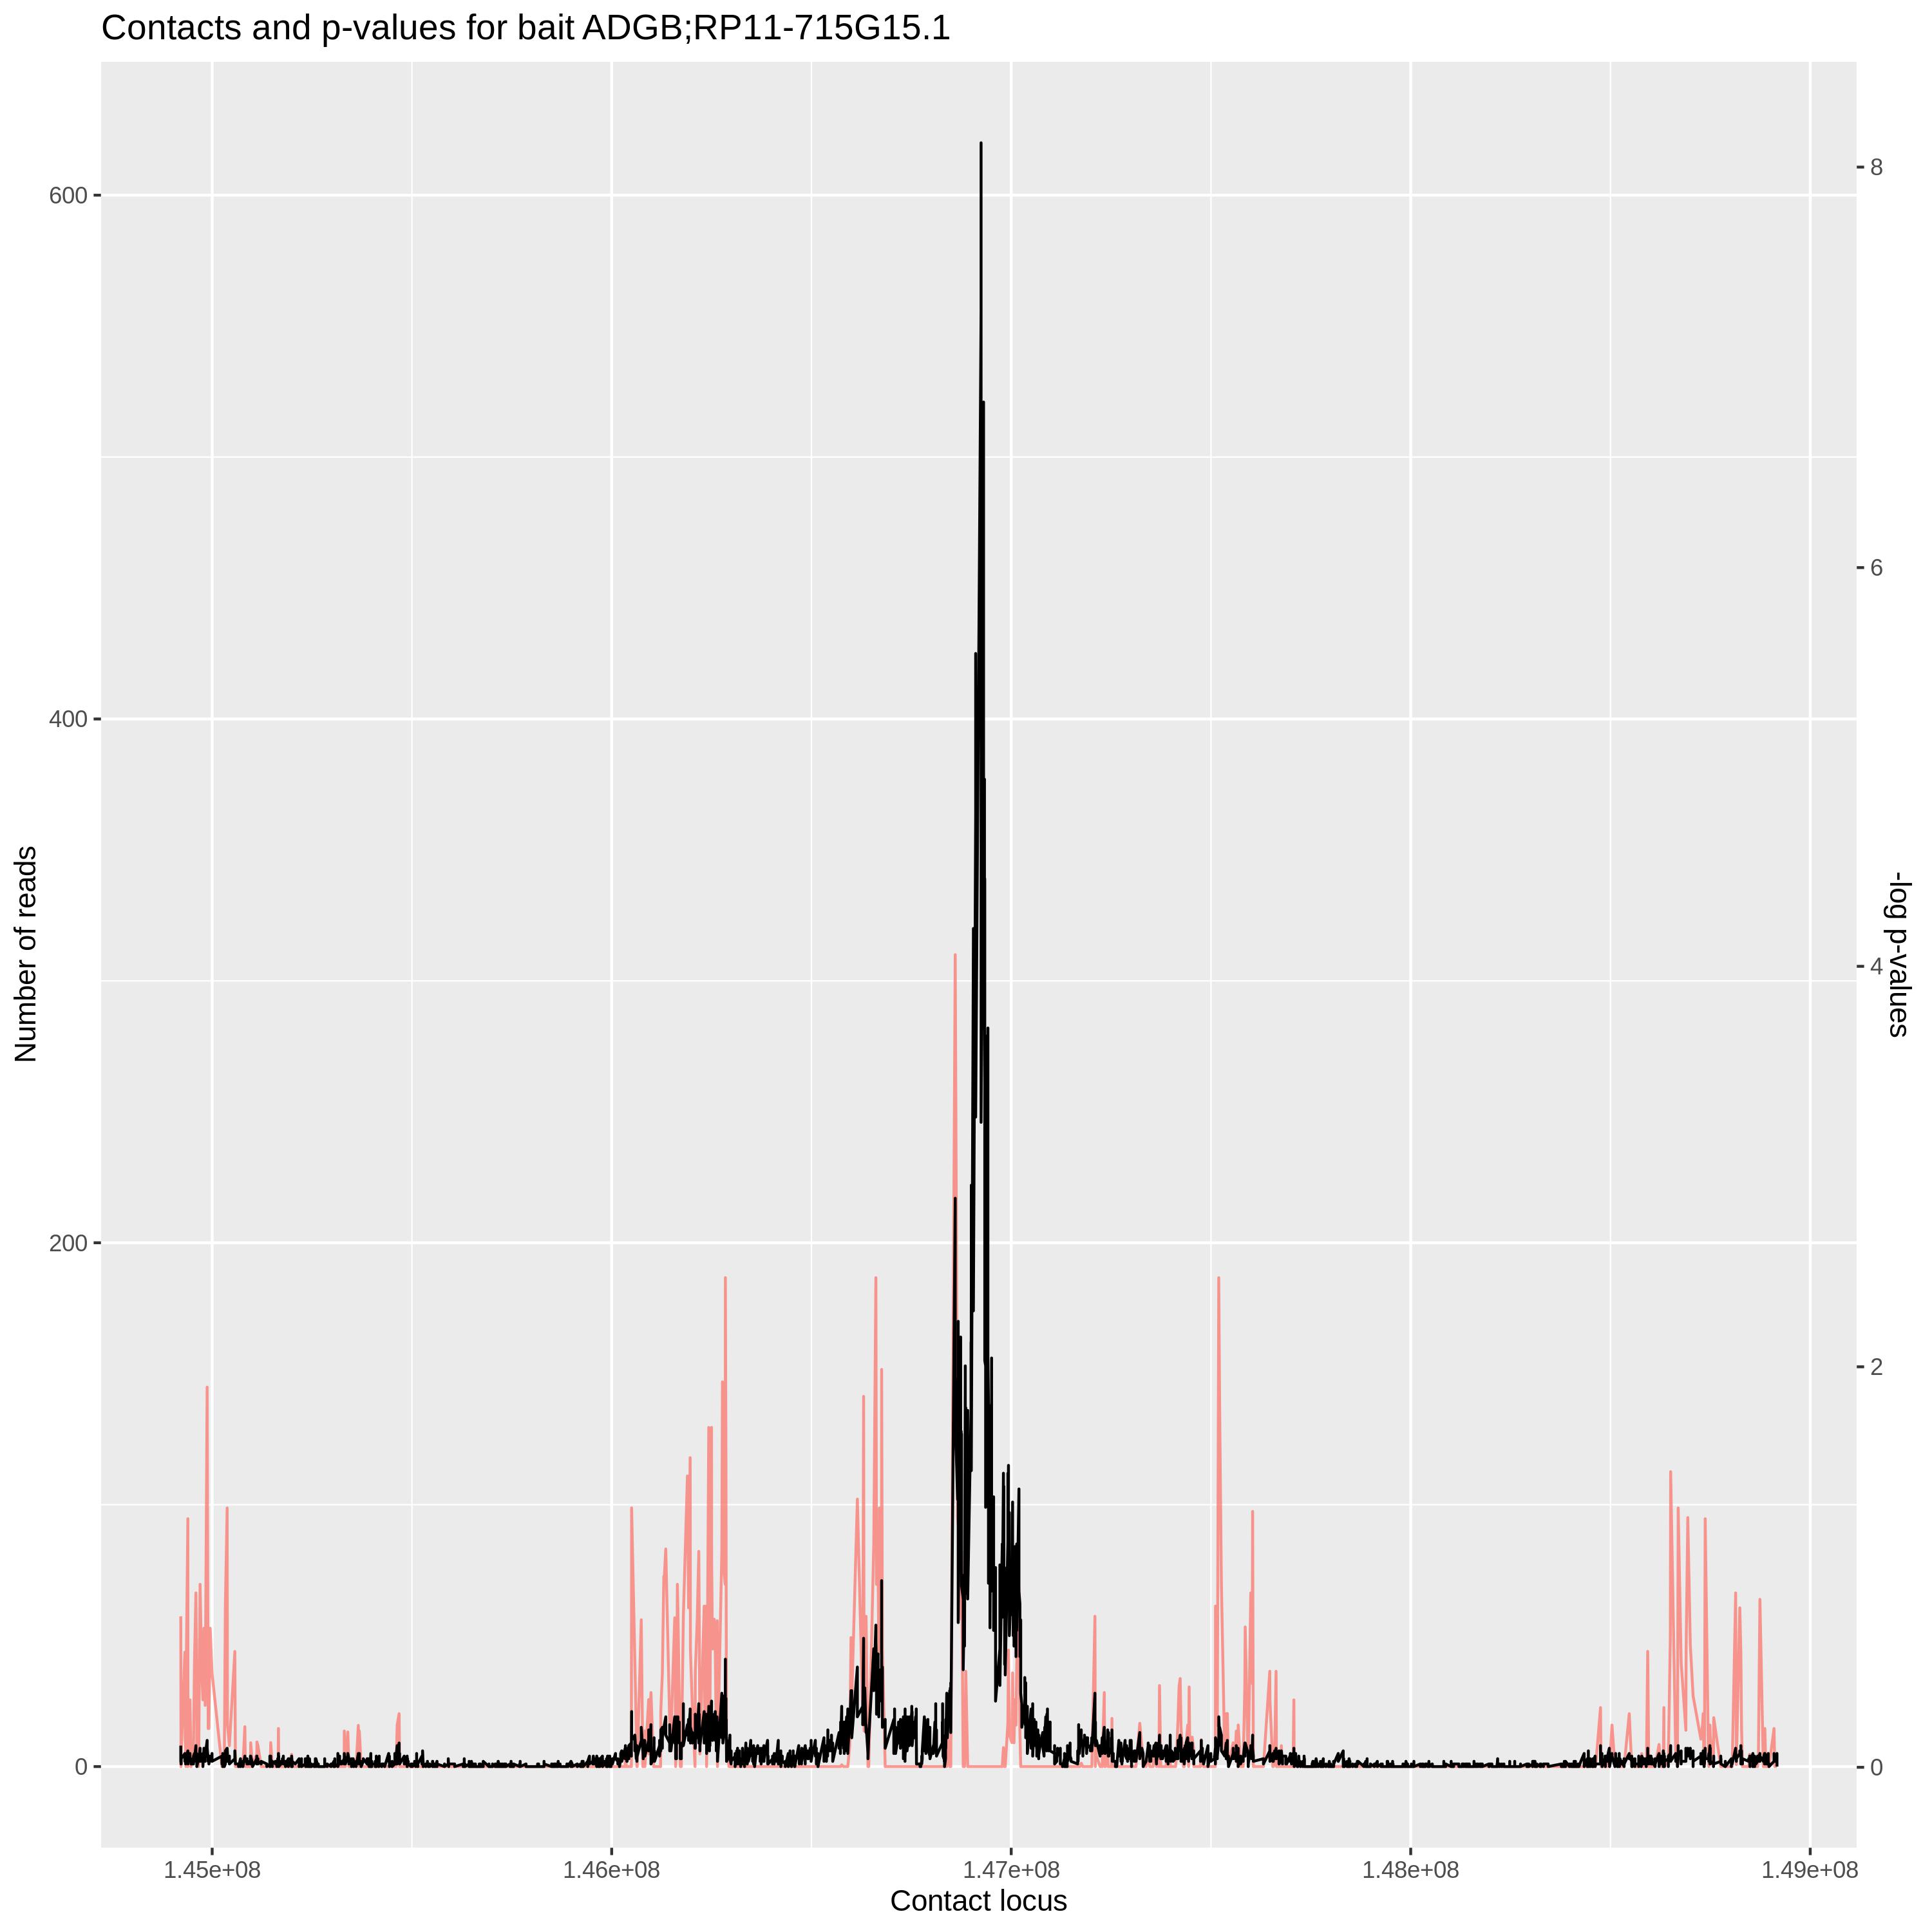 Contacts and p-values for bait ADGB;RP11-715G15.1
600
400
200
0
Number of reads
8
6
4
2
0
-log p-values
1.45e+08
1.46e+08
1.47e+08
1.48e+08
1.49e+08
Contact locus